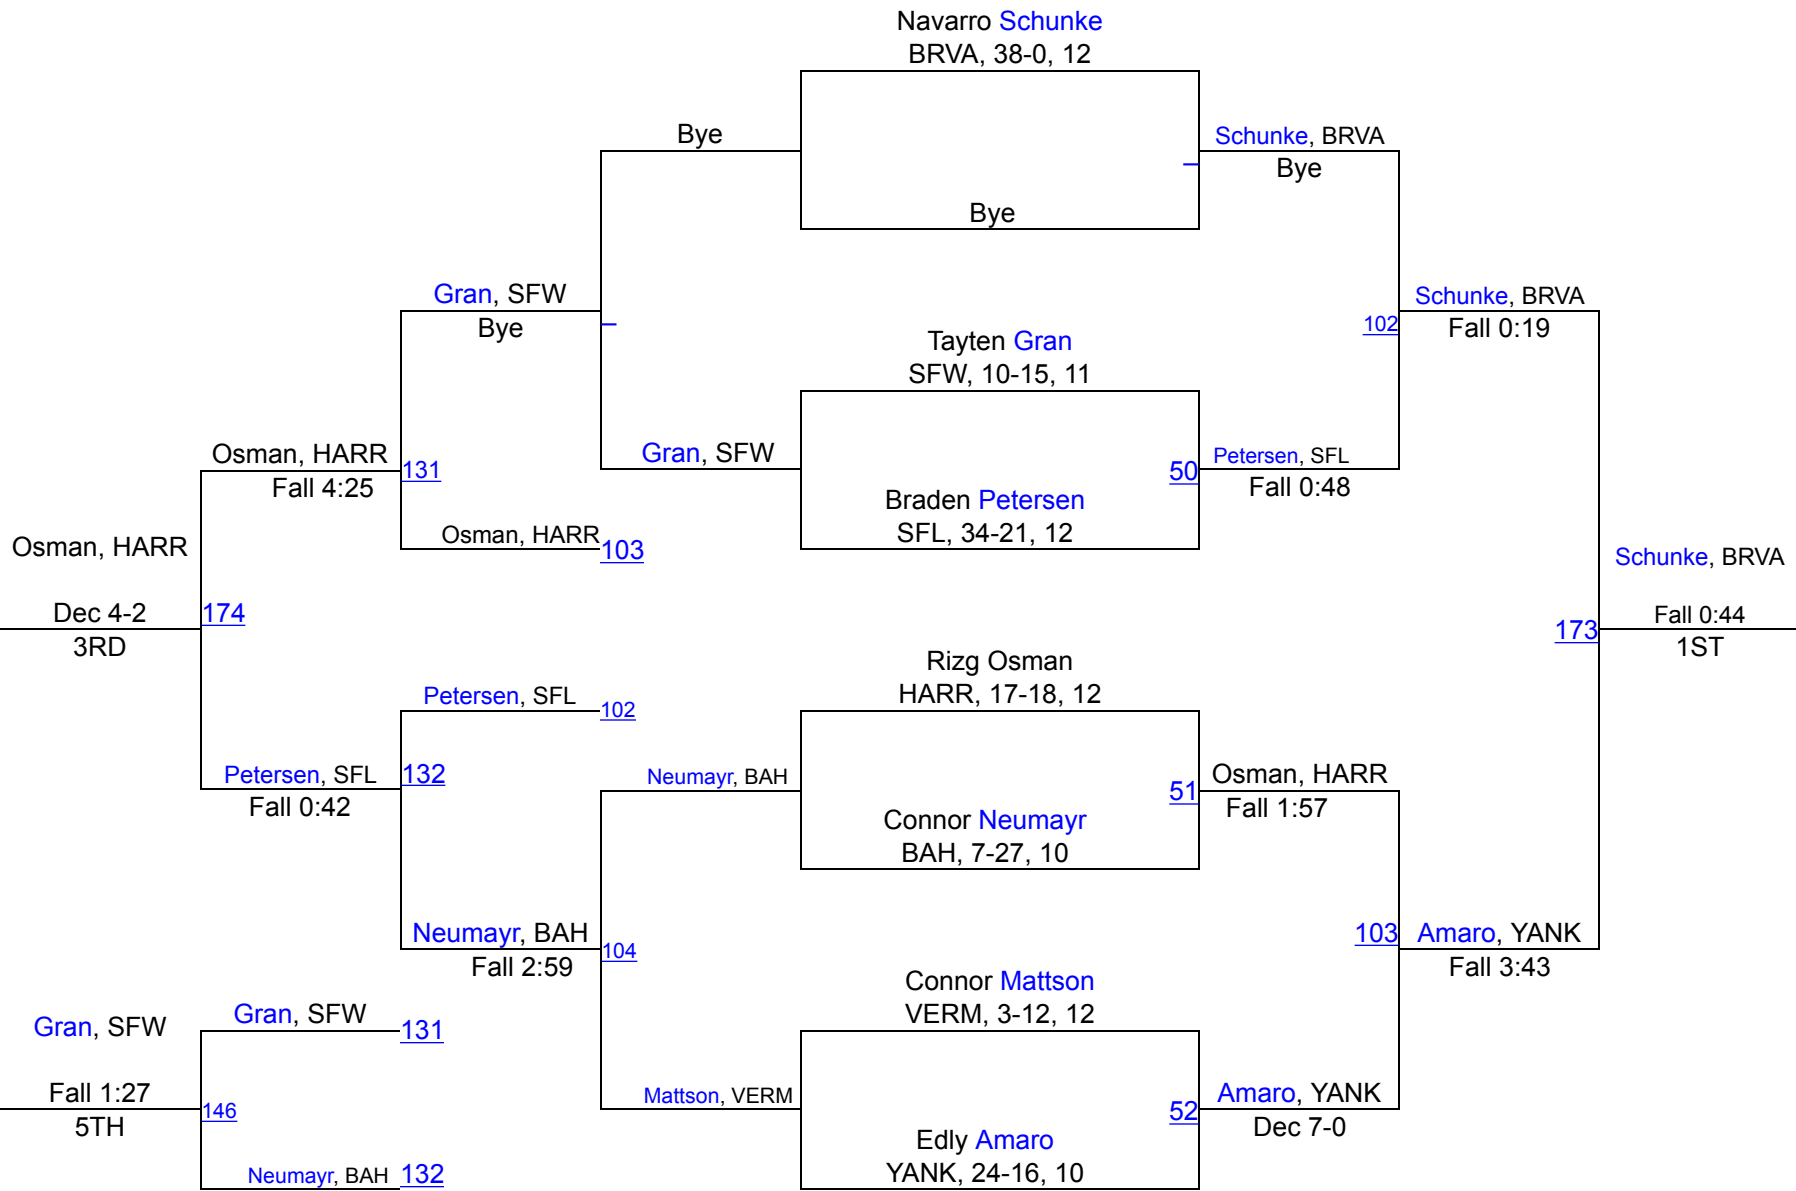 Navarro Schunke
BRVA, 38-0, 12
Bye
Schunke, BRVA
Bye
Bye
Gran, SFW
Bye
Schunke, BRVA
102
Fall 0:19
Tayten Gran
SFW, 10-15, 11
Osman, HARR
131
Fall 4:25
Gran, SFW
50
Petersen, SFL
Fall 0:48
Braden Petersen
SFL, 34-21, 12
Osman, HARR
103
Osman, HARR
Dec 4-2
174
3RD
Schunke, BRVA
173
Fall 0:44
1ST
Rizg Osman
HARR, 17-18, 12
Petersen, SFL
102
Petersen, SFL
132
Fall 0:42
Neumayr, BAH
51
Osman, HARR
Fall 1:57
Connor Neumayr
BAH, 7-27, 10
Neumayr, BAH
104
Fall 2:59
103
Amaro, YANK
Fall 3:43
Connor Mattson
VERM, 3-12, 12
Gran, SFW
Gran, SFW
131
Fall 1:27
146
5TH
Mattson, VERM
52
Amaro, YANK
Dec 7-0
Edly Amaro
YANK, 24-16, 10
Neumayr, BAH
132